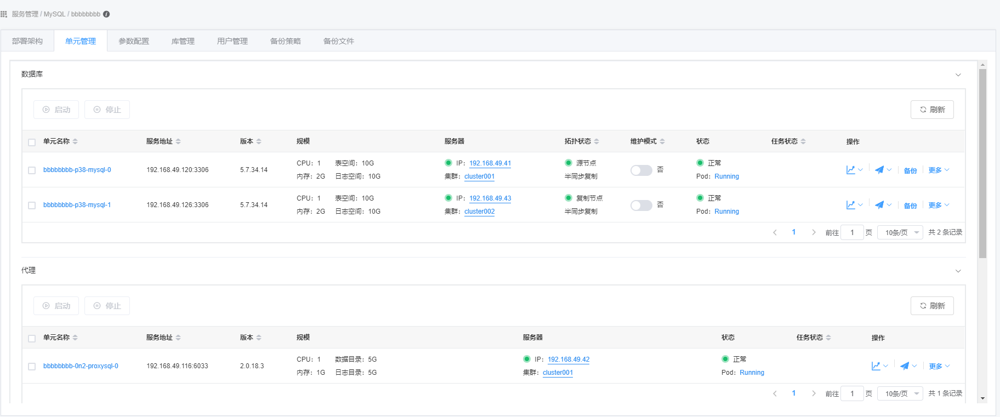 服务管理 / MySQL / bbbbbbbb
部署架构 单元管理 参数配置 库管理 用户管理 备份策略 备份文件
数据库
启动 停止 刷新
单元名称 服务地址 版本 规模 服务器 拓扑状态 维护模式 状态 任务状态 操作
bbbbbbbb-p38-mysql-0 192.168.49.120:3306 5.7.34.14 CPU: 1 表空间: 10G IP: 192.168.49.41 源节点 否 正常 备份 更多
内存: 2G 日志空间: 10G 集群: cluster001 半同步复制 Pod: Running
bbbbbbbb-p38-mysql-1 192.168.49.126:3306 5.7.34.14 CPU: 1 表空间: 10G IP: 192.168.49.43 复制节点 否 正常 备份 更多
内存: 2G 日志空间: 10G 集群: cluster002 半同步复制 Pod: Running
1 前往 1 页 10条/页 共 2 条记录
代理
启动 停止 刷新
单元名称 服务地址 版本 规模 服务器 状态 任务状态 操作
bbbbbbbb-0n2-proxysql-0 192.168.49.116:6033 2.0.18.3 CPU: 1 数据目录: 5G IP: 192.168.49.42 正常 更多
内存: 1G 日志目录: 5G 集群: cluster001 Pod: Running
1 前往 1 页 10条/页 共 1 条记录